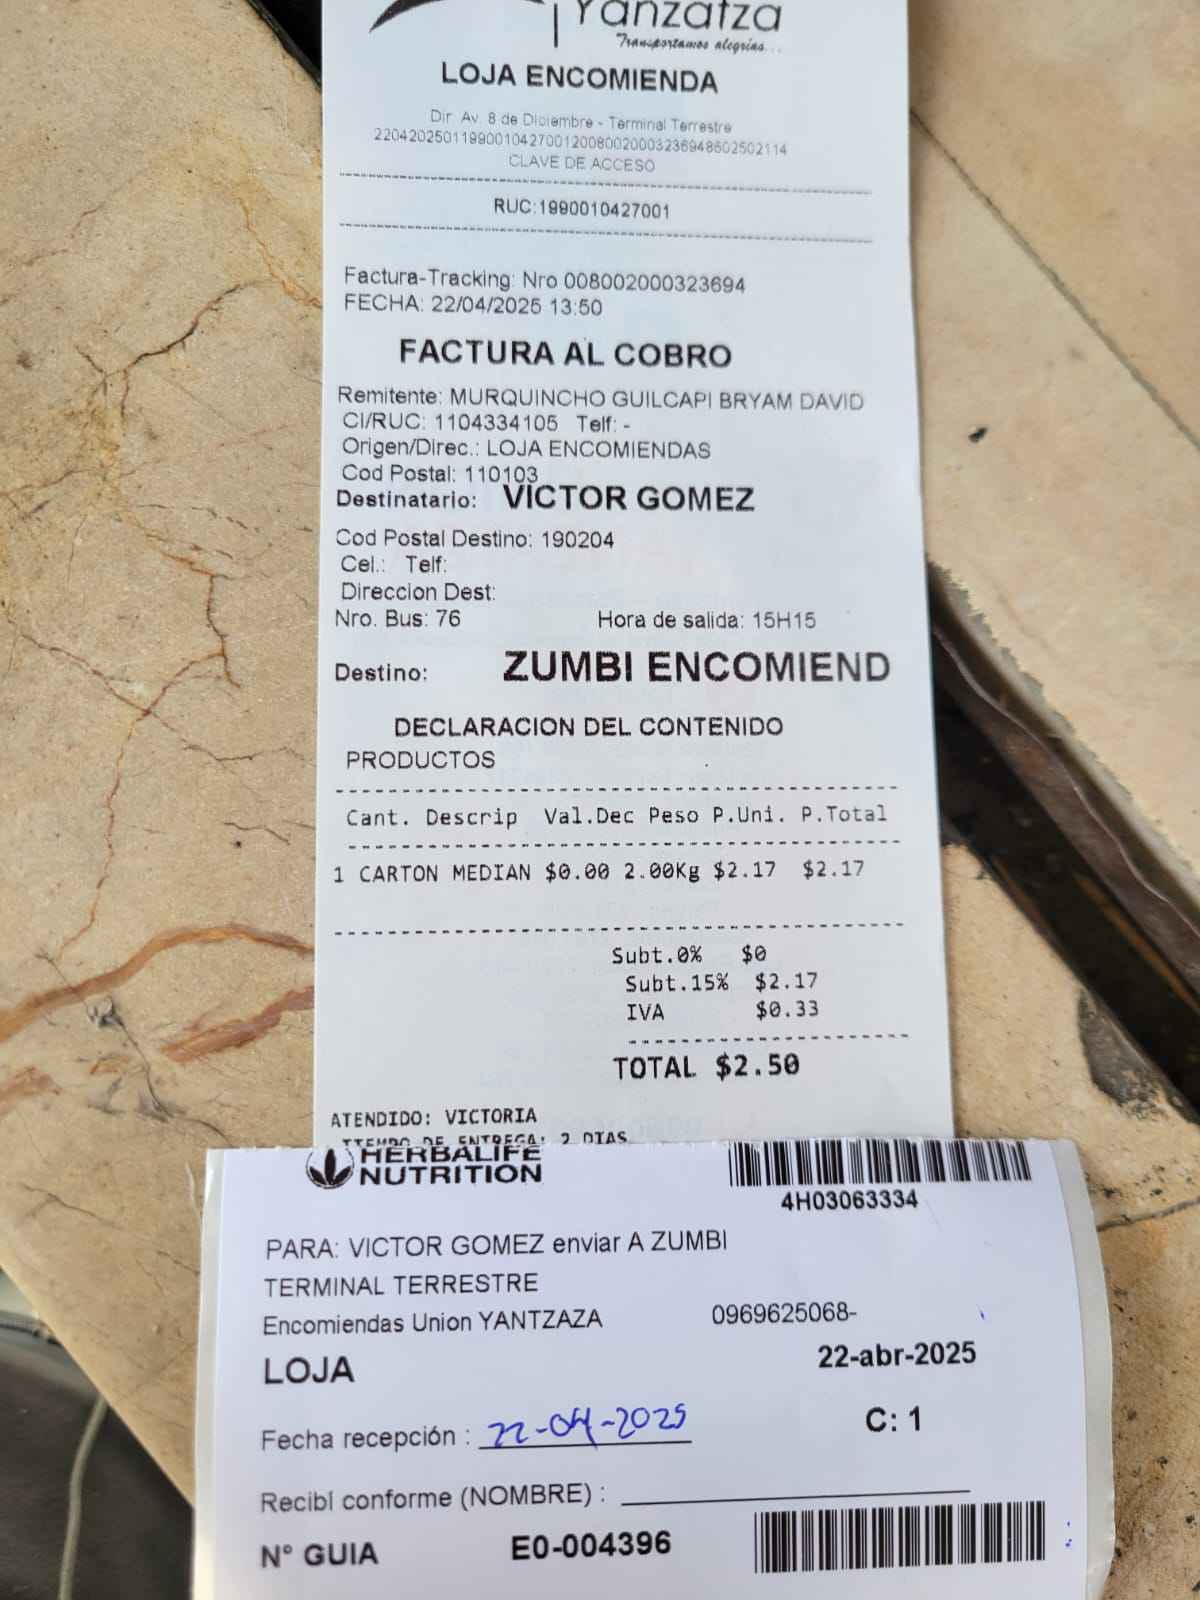 Yanzatza
Transportamos alegrías...
LOJA ENCOMIENDA
Dir Av. 8 de Diciembre - Terminal Terrestre
2204202501199001042700120080020003236948602502114
CLAVE DE ACCESO
RUC:1990010427001
Factura-Tracking: Nro 008002000323694
FECHA: 22/04/2025 13:50
FACTURA AL COBRO
Remitente: MURQUINCHO GUILCAPI BRYAM DAVID
CI/RUC: 1104334105 Telf: -
Origen/Direc.: LOJA ENCOMIENDAS
Cod Postal: 110103
Destinatario: VICTOR GOMEZ
Cod Postal Destino: 190204
Cel.: Telf:
Direccion Dest:
Nro. Bus: 76 Hora de salida: 15H15
Destino: ZUMBI ENCOMIEND
DECLARACION DEL CONTENIDO
PRODUCTOS
Cant. Descrip Val.Dec Peso P.Uni. P.Total
1 CARTON MEDIAN $0.00 2.00Kg $2.17 $2.17
Subt.0% $0
Subt.15% $2.17
IVA $0.33
TOTAL $2.50
ATENDIDO: VICTORIA
TIEMPO DE ENTREGA: 2 DIAS
HERBALIFE
NUTRITION
4H03063334
PARA: VICTOR GOMEZ enviar A ZUMBI
TERMINAL TERRESTRE
Encomiendas Union YANTZAZA 0969625068-
LOJA 22-abr-2025
Fecha recepción : 22-04-2025 C: 1
Recibí conforme (NOMBRE) :
N° GUIA E0-004396